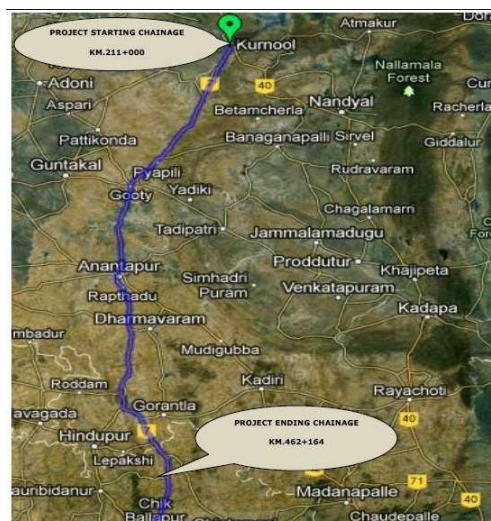 PROJECT STARTING CHAINAGE
KM.211+000
Atmakur
Kurnool
Nallamala
Forest
Adoni
40
Nandyal
Aspari
Betamcherla
Racherla
Pattikonda
Banaganapalli
Sirvel
Giddalur
Guntakal
Pyapili
Rudravaram
Gooty
Yadiki
Chagalamarri
Tadipatri
Jammalamadugu
Anantapur
Simhadri
Puram
Proddutur
Khajipeta
Rapthadu
Venkatapuram
Kadapa
Dharmavaram
mbadur
Mudigubba
Roddam
Kadiri
Rayachoti
avagada
Gorantla
PROJECT ENDING CHAINAGE
40
Hindupur
KM.462+164
Lepakshi
71
auribidanur
Madanapalle
40
Chik
Ballapur
Chaudepalle